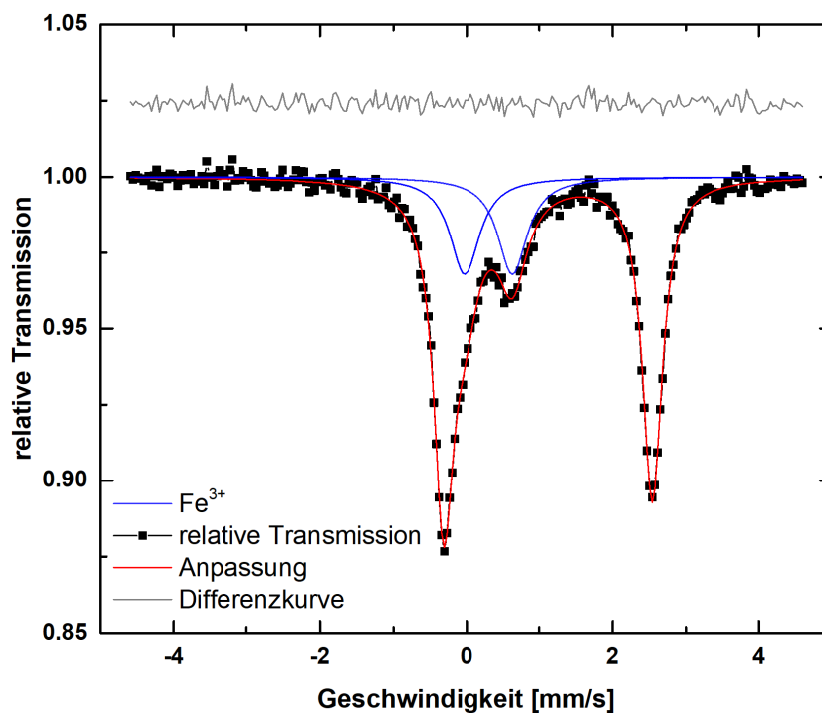 1.05
1.00
0.95
0.90
0.85
relative Transmission
Fe³⁺
relative Transmission
Anpassung
Differenzkurve
-4 -2 0 2 4
Geschwindigkeit [mm/s]